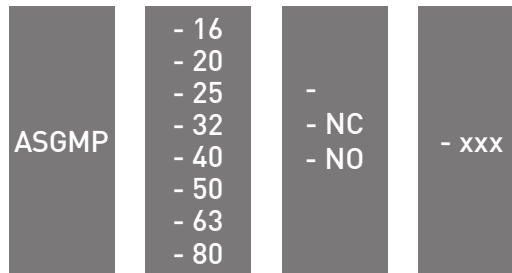 ASGMP
- 16
- 20
- 25
- 32
- 40
- 50
- 63
- 80
-
- NC
- NO
- xxx